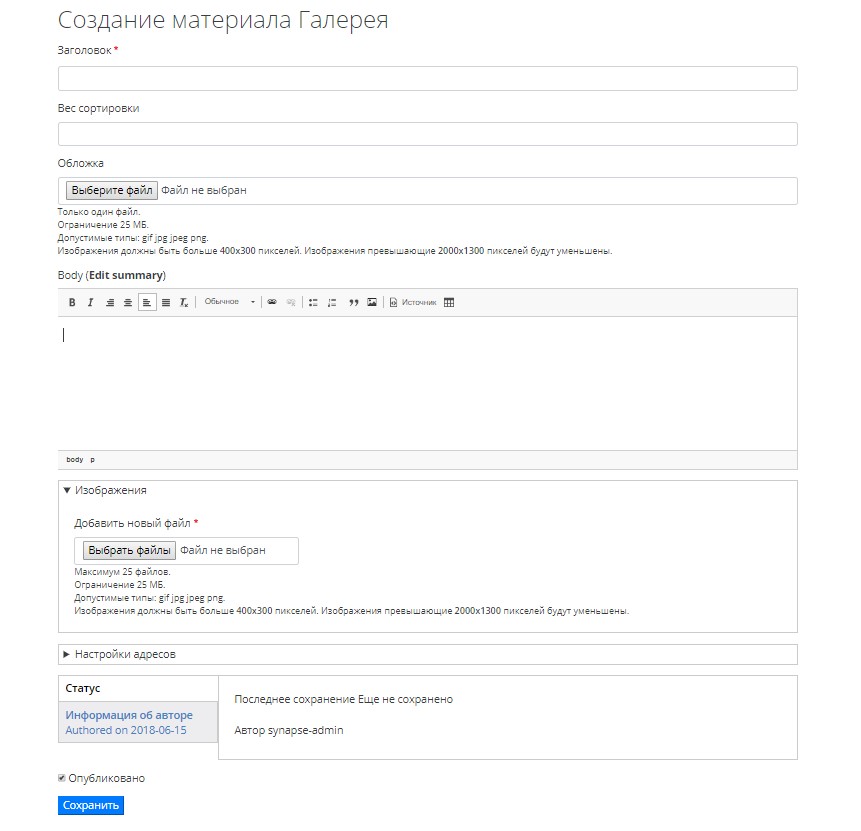 Создание материала Галерея
Заголовок *
Вес сортировки
Обложка
Выберите файл Файл не выбран
Только один файл.
Ограничение 25 МБ.
Допустимые типы: gif jpg jpeg png.
Изображения должны быть больше 400x300 пикселей. Изображения превышающие 2000x1300 пикселей будут уменьшены.
Body (Edit summary)
B I Tx Обычное Источник
body p
Изображения
Добавить новый файл *
Выбрать файлы Файл не выбран
Максимум 25 файлов.
Ограничение 25 МБ.
Допустимые типы: gif jpg jpeg png.
Изображения должны быть больше 400x300 пикселей. Изображения превышающие 2000x1300 пикселей будут уменьшены.
Настройки адресов
Статус
Информация об авторе
Authored on 2018-06-15
Последнее сохранение Еще не сохранено
Автор synapse-admin
Опубликовано
Сохранить